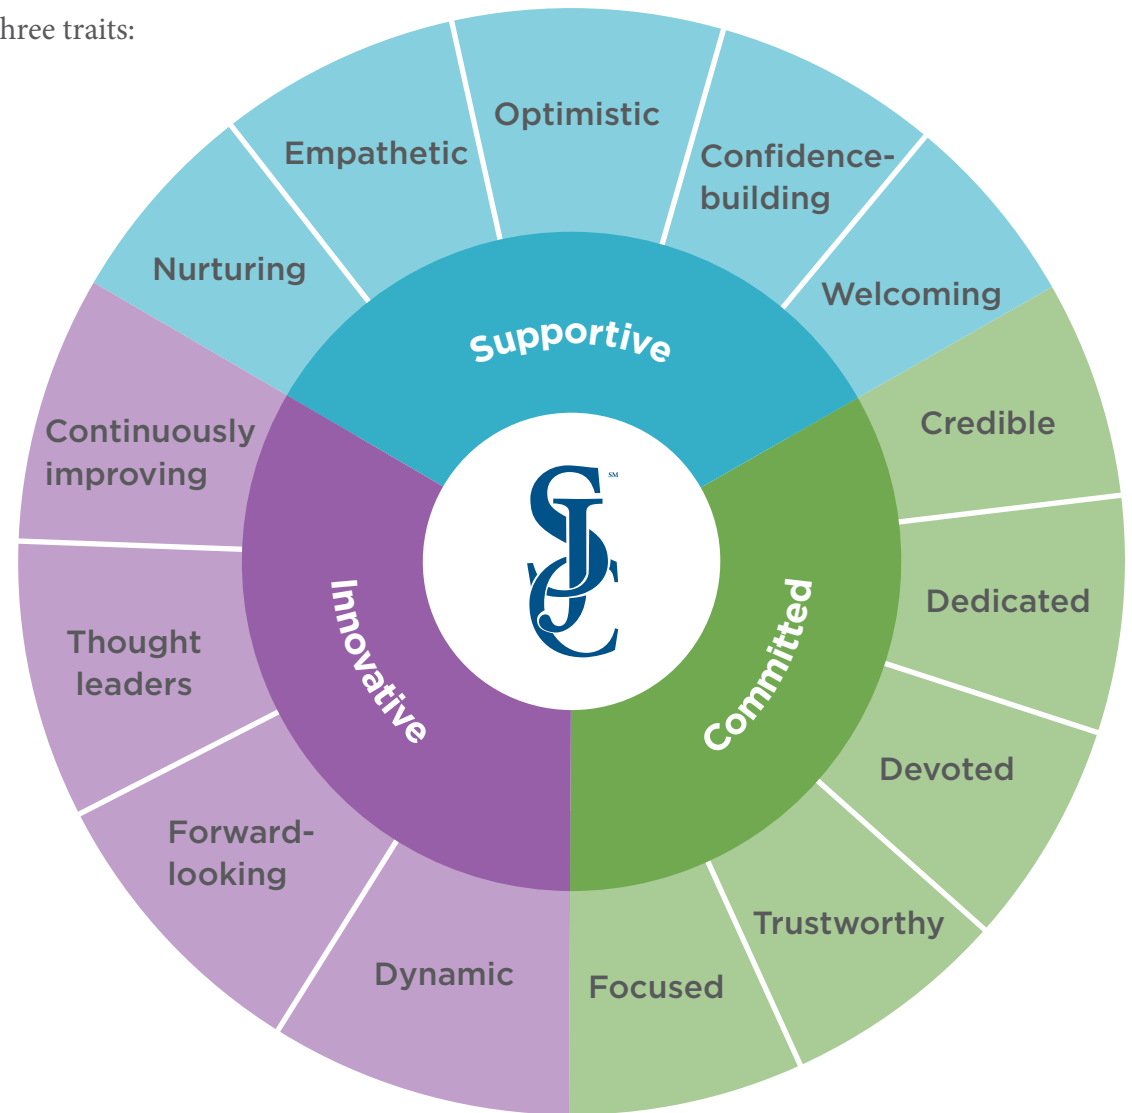 hree traits:
Optimistic
Empathetic
Confidence-
building
Nurturing
Welcoming
Supportive
Continuously
improving
Credible
Thought
leaders
Dedicated
Innovative
Committed
Devoted
Forward-
looking
Trustworthy
Dynamic
Focused
SJC
SM